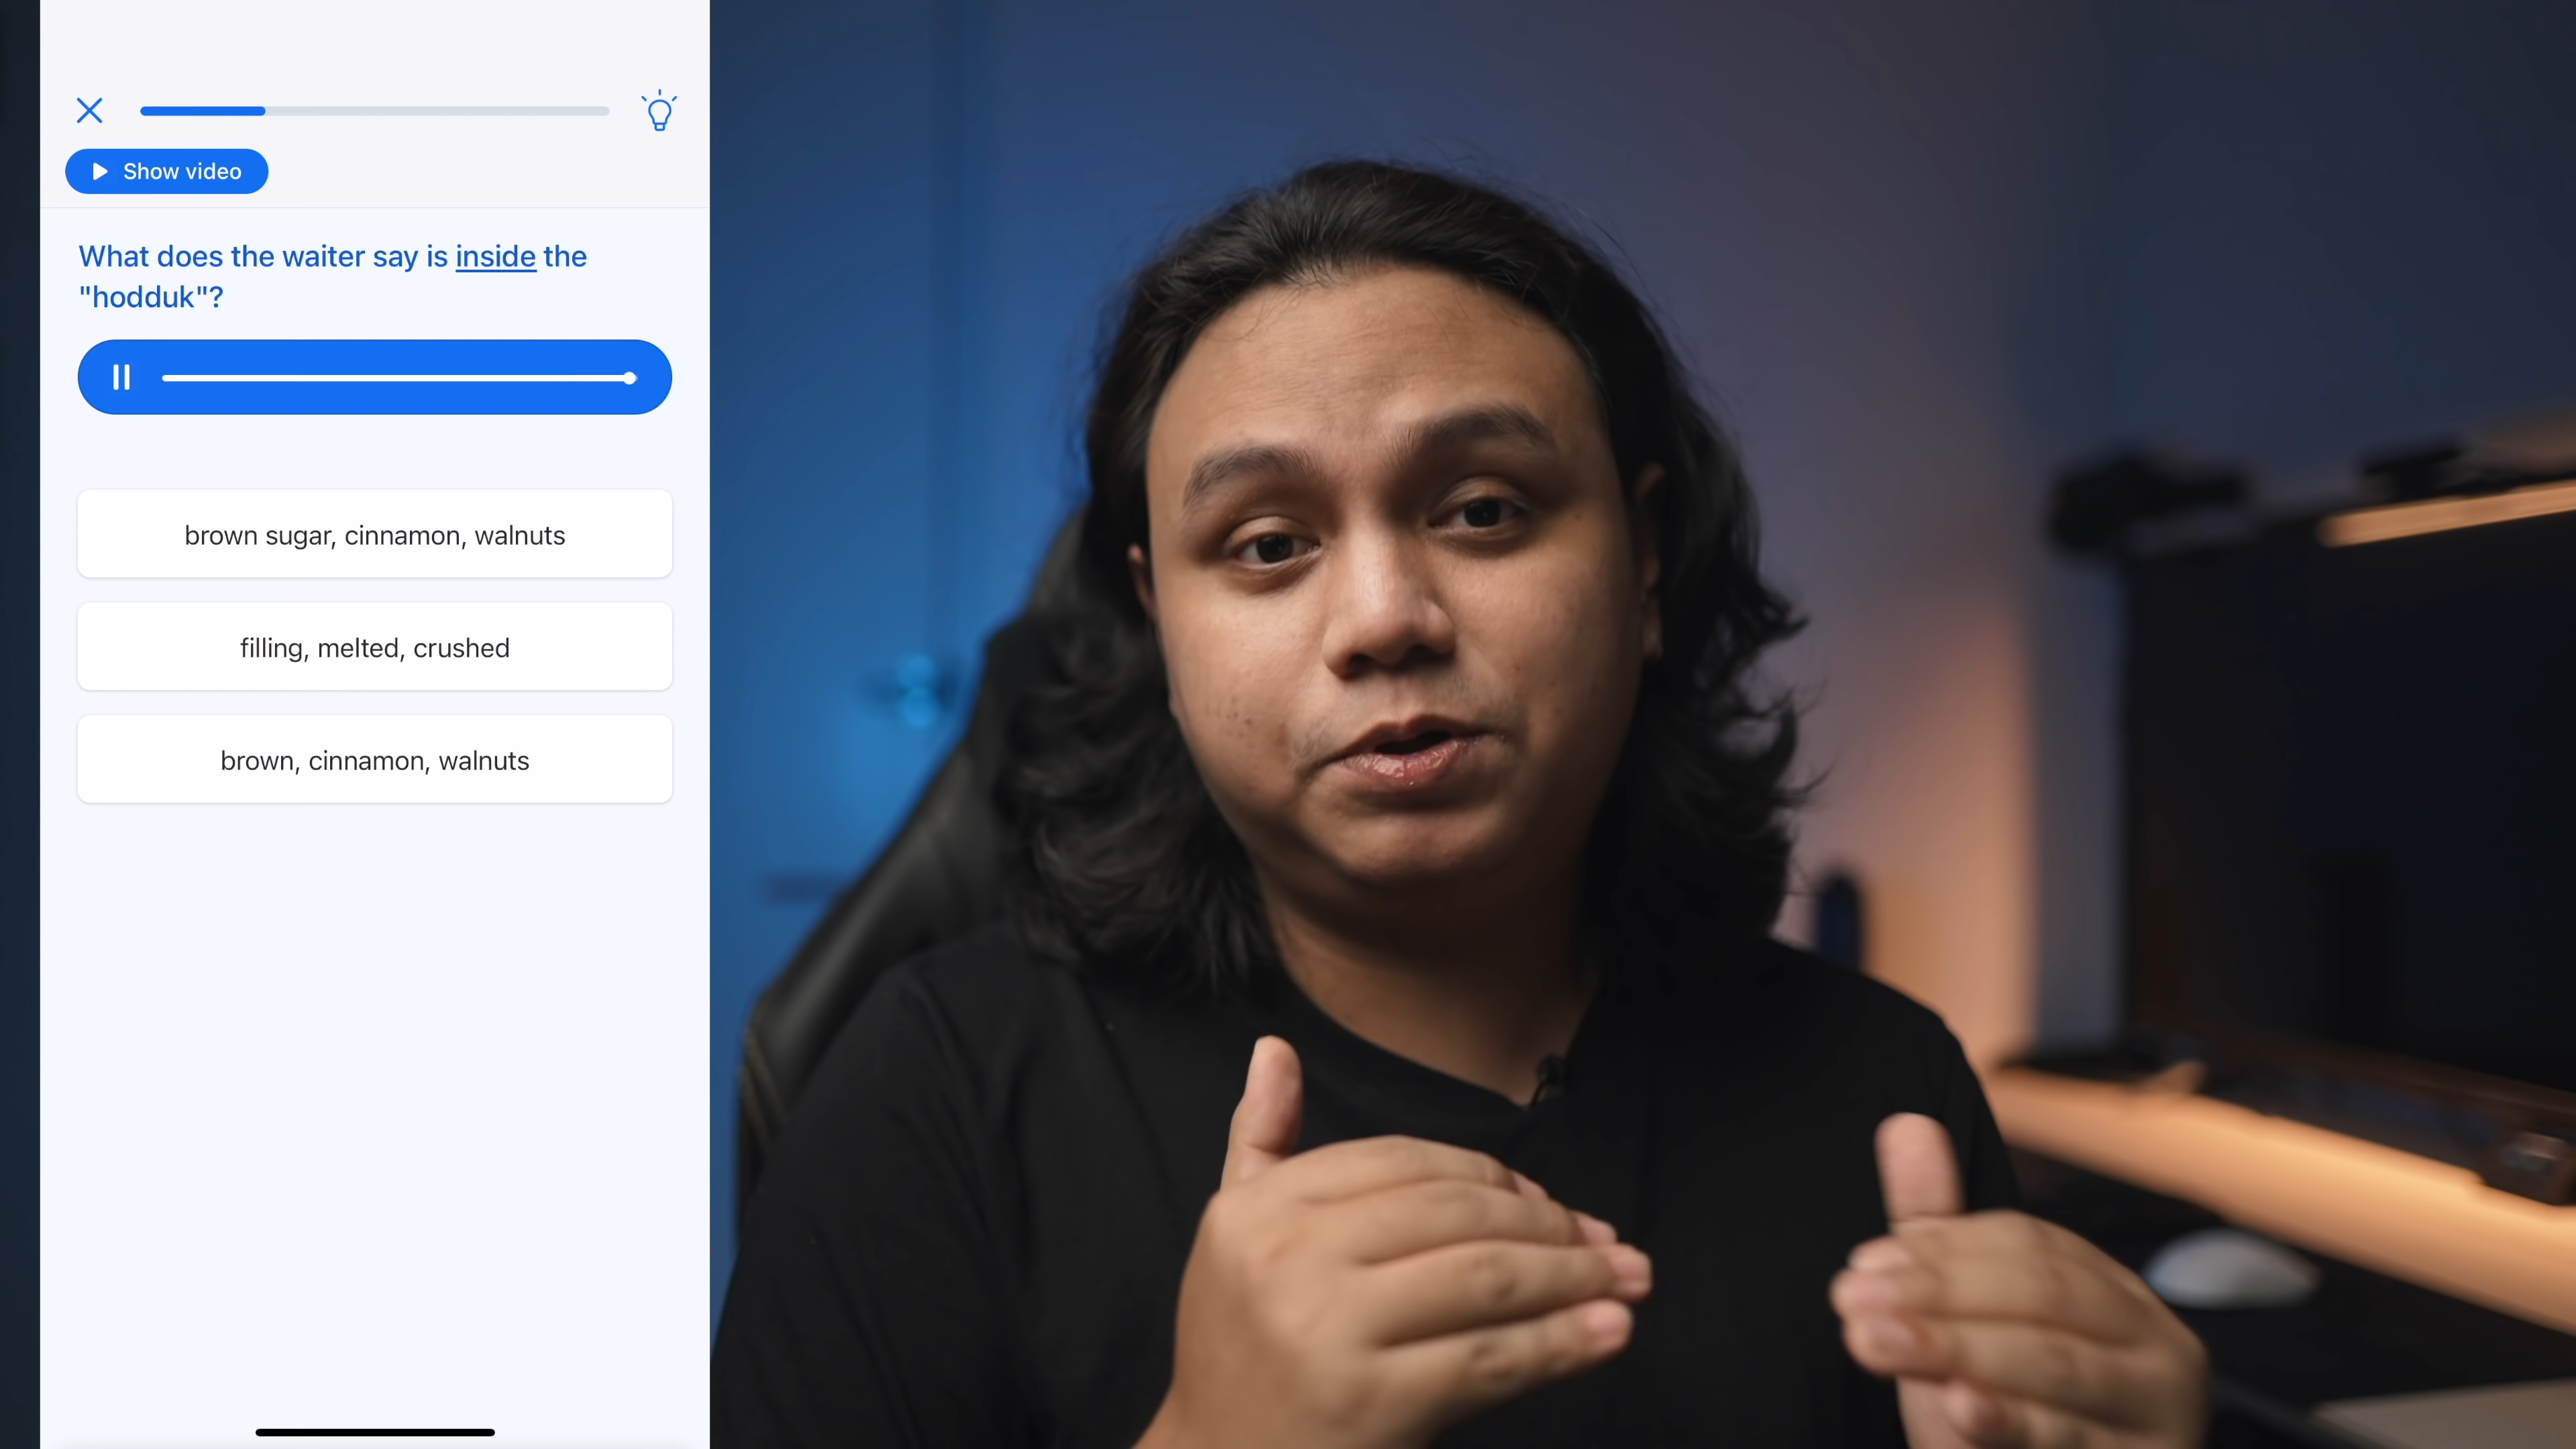 Show video
What does the waiter say is inside the
"hodduk"?
brown sugar, cinnamon, walnuts
filling, melted, crushed
brown, cinnamon, walnuts